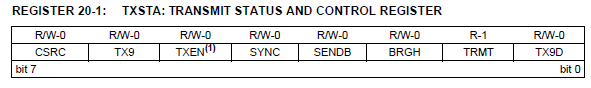 REGISTER 20-1: TXSTA: TRANSMIT STATUS AND CONTROL REGISTER
R/W-0 R/W-0 R/W-0 R/W-0 R/W-0 R/W-0 R-1 R/W-0
CSRC TX9 TXEN(1) SYNC SENDB BRGH TRMT TX9D
bit 7 bit 0